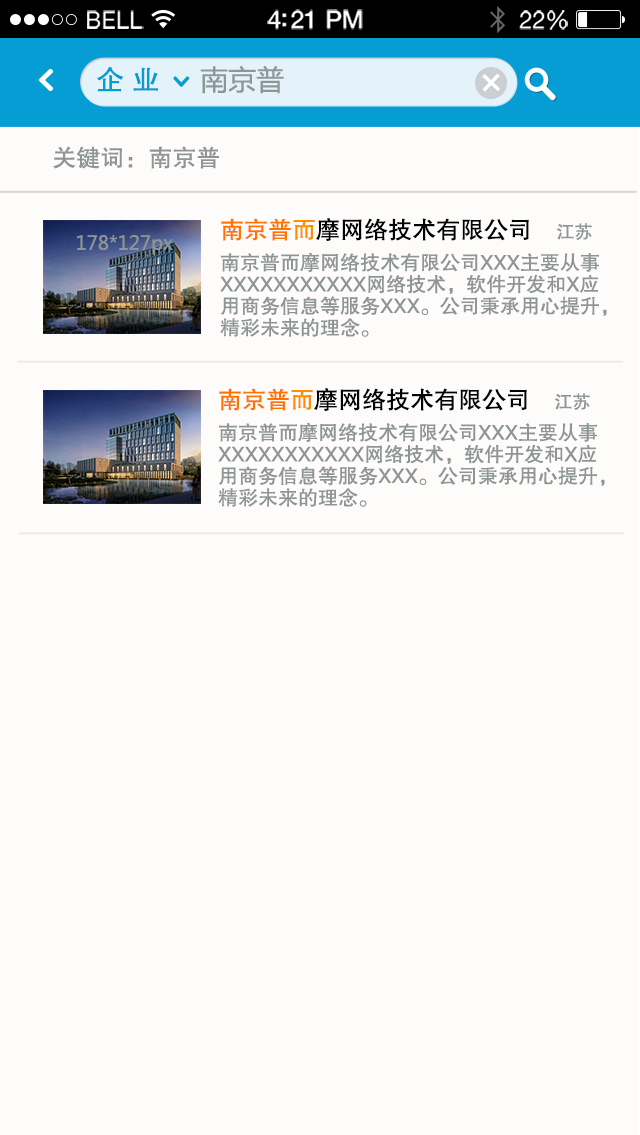 BELL 4:21 PM 22%
企业 南京普
关键词：南京普
178*127px
南京普而摩网络技术有限公司 江苏
南京普而摩网络技术有限公司XXX主要从事
XXXXXXXXXXX网络技术，软件开发和X应
用商务信息等服务XXX。公司秉承用心提升，
精彩未来的理念。
南京普而摩网络技术有限公司 江苏
南京普而摩网络技术有限公司XXX主要从事
XXXXXXXXXXX网络技术，软件开发和X应
用商务信息等服务XXX。公司秉承用心提升，
精彩未来的理念。